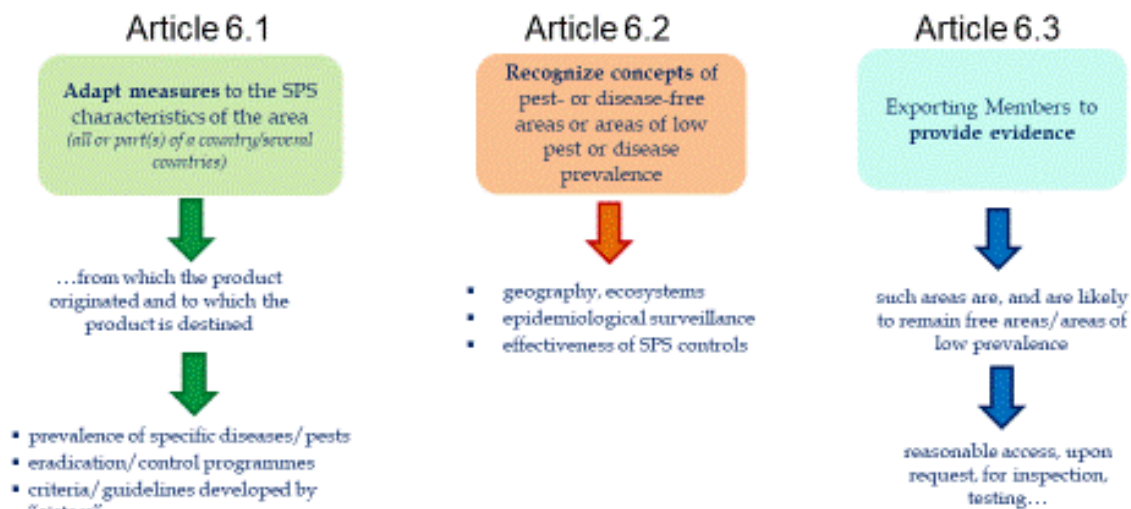 Article 6.1
Adapt measures to the SPS
characteristics of the area
(all or part(s) of a country/several
countries)
…from which the product
originated and to which the
product is destined
▪ prevalence of specific diseases/pests
▪ eradication/control programmes
▪ criteria/guidelines developed by
Article 6.2
Recognize concepts of
pest- or disease-free
areas or areas of low
pest or disease
prevalence
▪ geography, ecosystems
▪ epidemiological surveillance
▪ effectiveness of SPS controls
Article 6.3
Exporting Members to
provide evidence
such areas are, and are likely
to remain free areas/areas of
low prevalence
reasonable access, upon
request, for inspection,
testing…